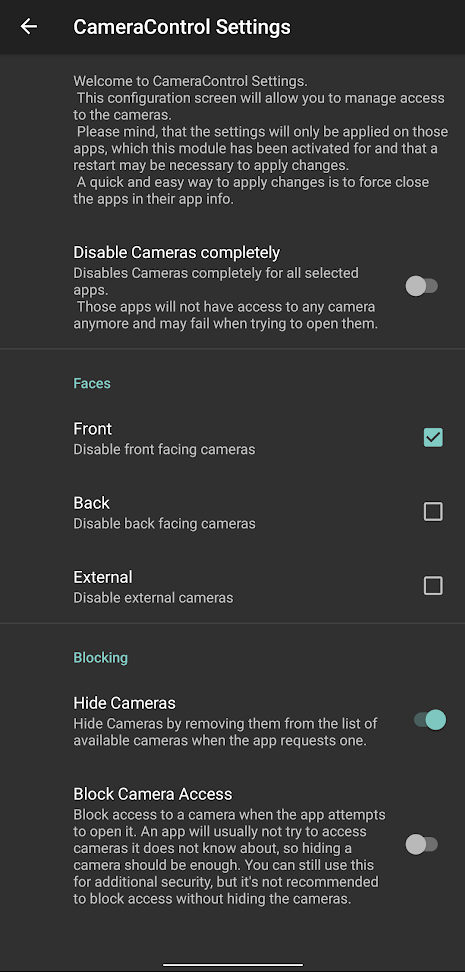 CameraControl Settings
Welcome to CameraControl Settings.
This configuration screen will allow you to manage access
to the cameras.
Please mind, that the settings will only be applied on those
apps, which this module has been activated for and that a
restart may be necessary to apply changes.
A quick and easy way to apply changes is to force close
the apps in their app info.
Disable Cameras completely
Disables Cameras completely for all selected
apps.
Those apps will not have access to any camera
anymore and may fail when trying to open them.
Faces
Front
Disable front facing cameras
Back
Disable back facing cameras
External
Disable external cameras
Blocking
Hide Cameras
Hide Cameras by removing them from the list of
available cameras when the app requests one.
Block Camera Access
Block access to a camera when the app attempts
to open it. An app will usually not try to access
cameras it does not know about, so hiding a
camera should be enough. You can still use this
for additional security, but it's not recommended
to block access without hiding the cameras.